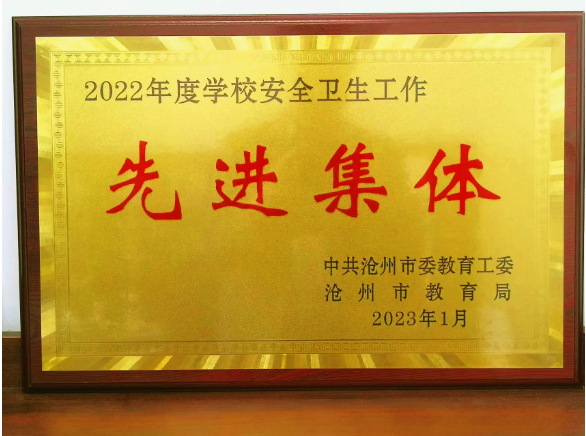 2022年度学校安全卫生工作
先进集体
中共沧州市委教育工委
沧州市教育局
2023年1月